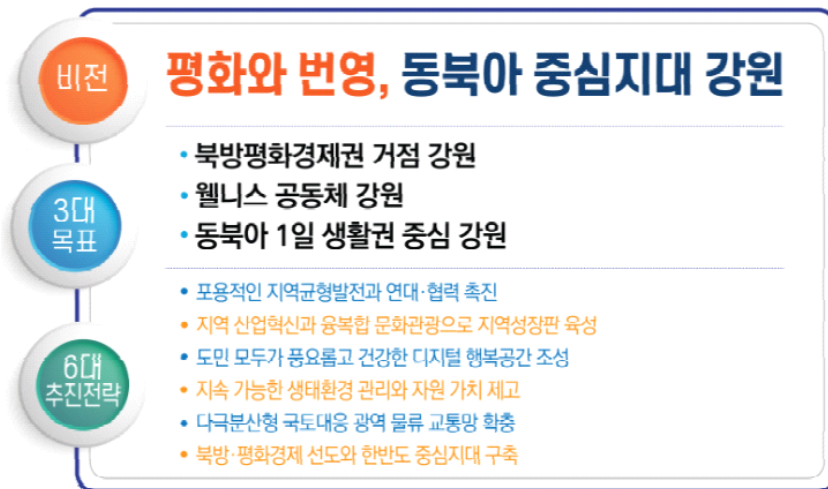 비전
평화와 번영, 동북아 중심지대 강원
3대
목표
• 북방평화경제권 거점 강원
• 웰니스 공동체 강원
• 동북아 1일 생활권 중심 강원
6대
추진전략
• 포용적인 지역균형발전과 연대·협력 촉진
• 지역 산업혁신과 융복합 문화관광으로 지역성장판 육성
• 도민 모두가 풍요롭고 건강한 디지털 행복공간 조성
• 지속 가능한 생태환경 관리와 자원 가치 제고
• 다극분산형 국토대응 광역 물류 교통망 확충
• 북방·평화경제 선도와 한반도 중심지대 구축